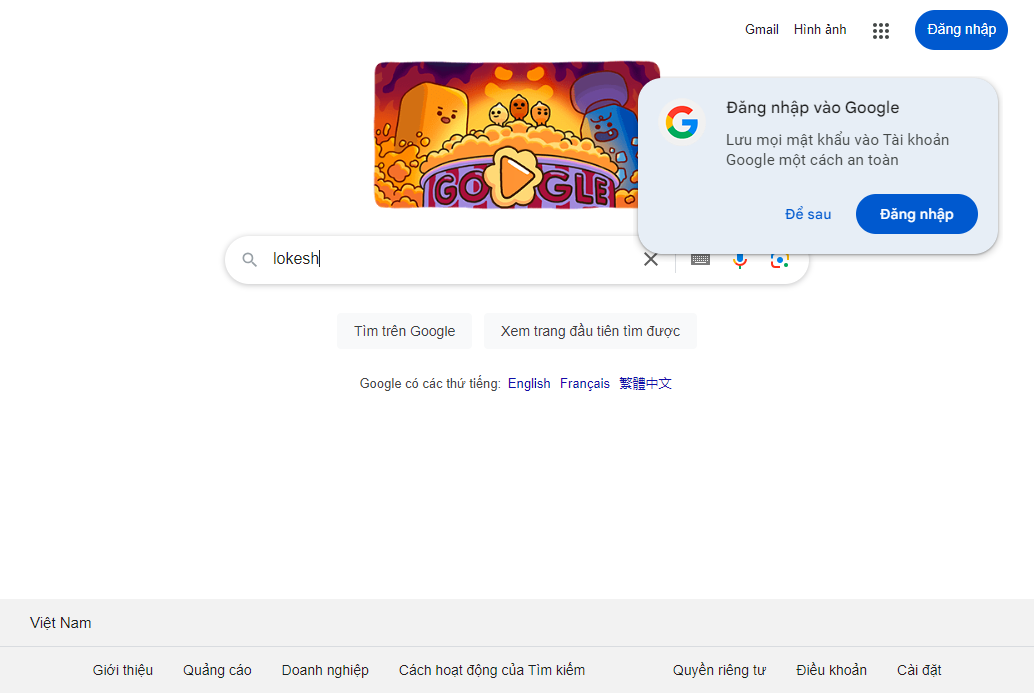 Gmail Hình ảnh Đăng nhập
GOOGLE
Đăng nhập vào Google
Lưu mọi mật khẩu vào Tài khoản
Google một cách an toàn
Để sau Đăng nhập
lokesh
Tìm trên Google Xem trang đầu tiên tìm được
Google có các thứ tiếng: English Français 繁體中文
Việt Nam
Giới thiệu Quảng cáo Doanh nghiệp Cách hoạt động của Tìm kiếm Quyền riêng tư Điều khoản Cài đặt